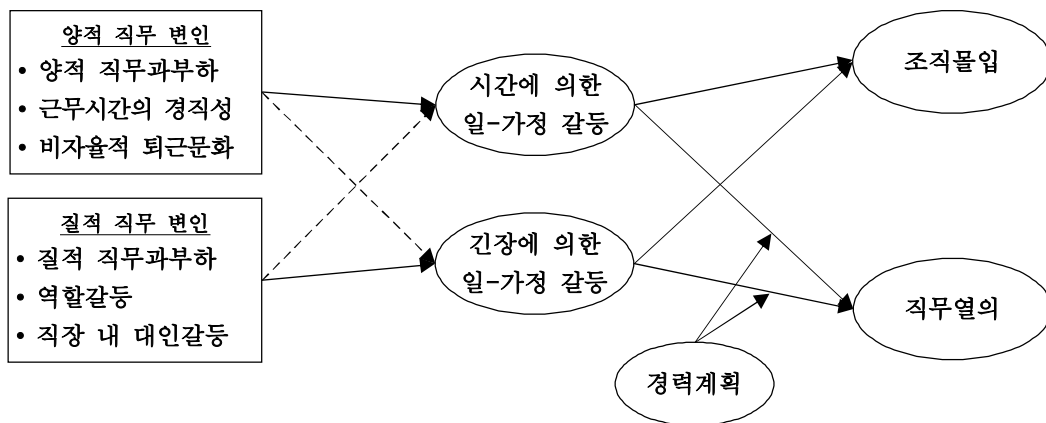 양적 직무 변인
• 양적 직무과부하
• 근무시간의 경직성
• 비자율적 퇴근문화
질적 직무 변인
• 질적 직무과부하
• 역할갈등
• 직장 내 대인갈등
시간에 의한
일-가정 갈등
긴장에 의한
일-가정 갈등
조직몰입
직무열의
경력계획